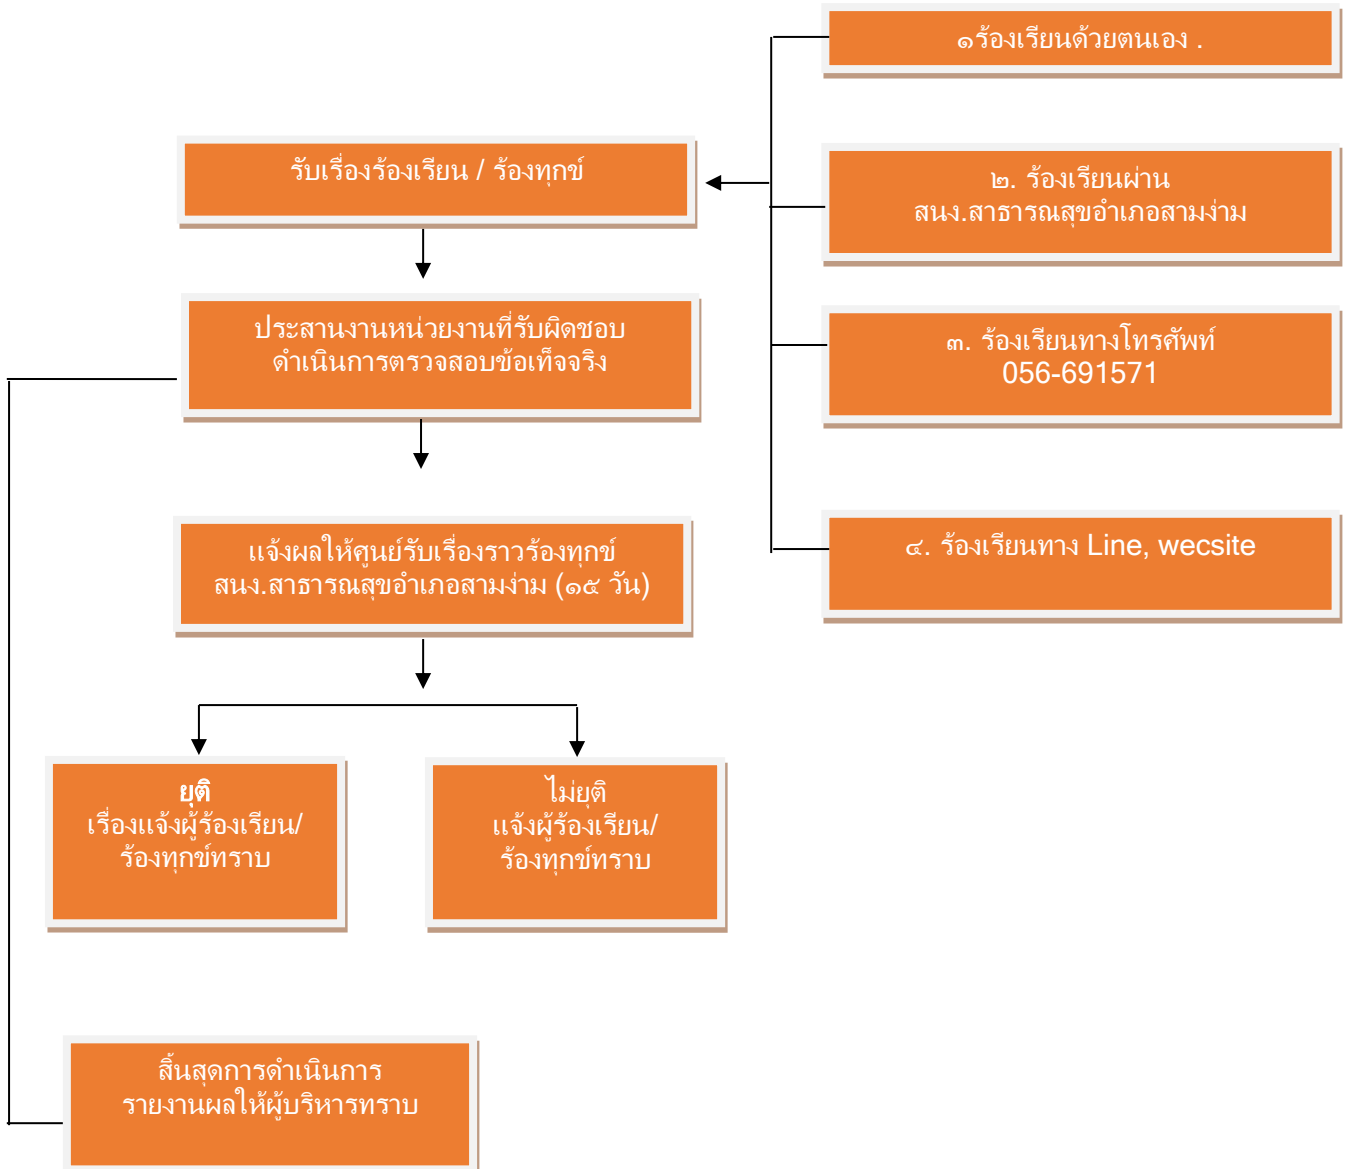 ๑ร้องเรียนด้วยตนเอง .
รับเรื่องร้องเรียน / ร้องทุกข์
๒. ร้องเรียนผ่าน
สนง.สาธารณสุขอำเภอสามง่าม
ประสานงานหน่วยงานที่รับผิดชอบ
ดำเนินการตรวจสอบข้อเท็จจริง
๓. ร้องเรียนทางโทรศัพท์
056-691571
แจ้งผลให้ศูนย์รับเรื่องราวร้องทุกข์
สนง.สาธารณสุขอำเภอสามง่าม (๑๕ วัน)
๔. ร้องเรียนทาง Line, wecsite
ยุติ
เรื่องแจ้งผู้ร้องเรียน/
ร้องทุกข์ทราบ
ไม่ยุติ
แจ้งผู้ร้องเรียน/
ร้องทุกข์ทราบ
สิ้นสุดการดำเนินการ
รายงานผลให้ผู้บริหารทราบ